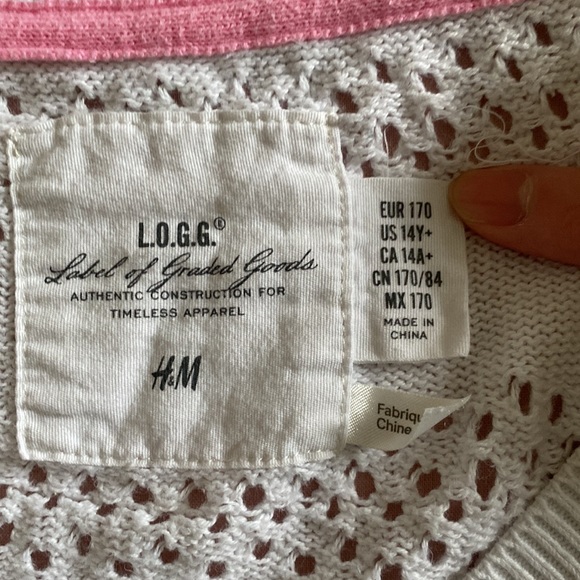 L.O.G.G.®
Label of Graded Goods
AUTHENTIC CONSTRUCTION FOR
TIMELESS APPAREL
H&M
EUR 170
US 14Y+
CA 14A+
CN 170/84
MX 170
MADE IN
CHINA
Chine